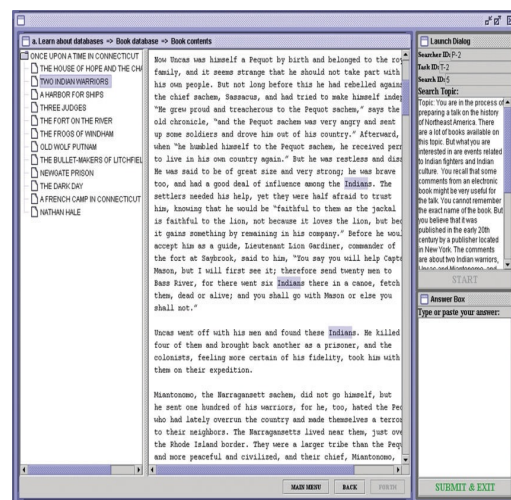 a. Learn about databases => Book database => Book contents
ONCE UPON A TIME IN CONNECTICUT
THE HOUSE OF HOPE AND THE CHA
TWO INDIAN WARRIORS
A HARBOR FOR SHIPS
THREE JUDGES
THE FORT ON THE RIVER
THE FROGS OF WINDHAM
OLD WOLF PUTNAM
THE BULLET-MAKERS OF LITCHFIEL
NEWGATE PRISON
THE DARK DAY
A FRENCH CAMP IN CONNECTICUT
NATHAN HALE
Now Uncas was himself a Pequot by birth and belonged to the roy
family, and it seems strange that he should not take part with
his own people. But not long before this he had rebelled agains
the chief sachem, Sassacus, and had tried to make himself indep
"He grew proud and treacherous to the Pequot sachem," says the
old chronicle, "and the Pequot sachem was very angry and sent
up some soldiers and drove him out of his country." Afterward,
when "he humbled himself to the Pequot sachem, he received perm
to live in his own country again." But he was restless and diss
He was said to be of great size and very strong; he was brave
too, and had a good deal of influence among the Indians. The
settlers needed his help, yet they were half afraid to trust
him, knowing that he would be "faithful to them as the jackal
is faithful to the lion, not because it loves the lion, but bec
it gains something by remaining in his company." Before he woul
accept him as a guide, Lieutenant Lion Gardiner, commander of
the fort at Saybrook, said to him, "You say you will help Capta
Mason, but I will first see it; therefore send twenty men to
Bass River, for there went six Indians there in a canoe, fetch
them, dead or alive; and you shall go with Mason or else you
shall not."
Uncas went off with his men and found these Indians. He killed
four of them and brought back another as a prisoner, and the
colonists, feeling more certain of his fidelity, took him with
them on their expedition.
Miantonomo, the Narragansett sachem, did not go himself, but
he sent one hundred of his warriors, for he, too, hated the Peq
who had lately overrun the country and made themselves a terror
to their neighbors. The Narragansetts lived near them, just ove
the Rhode Island border. They were a larger tribe than the Pequ
and more peaceful and civilized, and their chief, Miantonomo,
MAIN MENU
BACK
FORTH
Launch Dialog
Searcher ID: P-2
Task ID: T-2
Search ID: 5
Search Topic:
Topic: You are in the process of
preparing a talk on the history
of Northeast America. There
are a lot of books available on
this topic. But what you are
interested in are events related
to Indian fighters and Indian
culture. You recall that some
comments from an electronic
book might be very useful for
the talk. You cannot remember
the exact name of the book. But
you believe that it was
published in the early 20th
century by a publisher located
in New York. The comments
are about two Indian warriors,
Uncas and Miantonomo, and
START
Answer Box
Type or paste your answer:
SUBMIT & EXIT